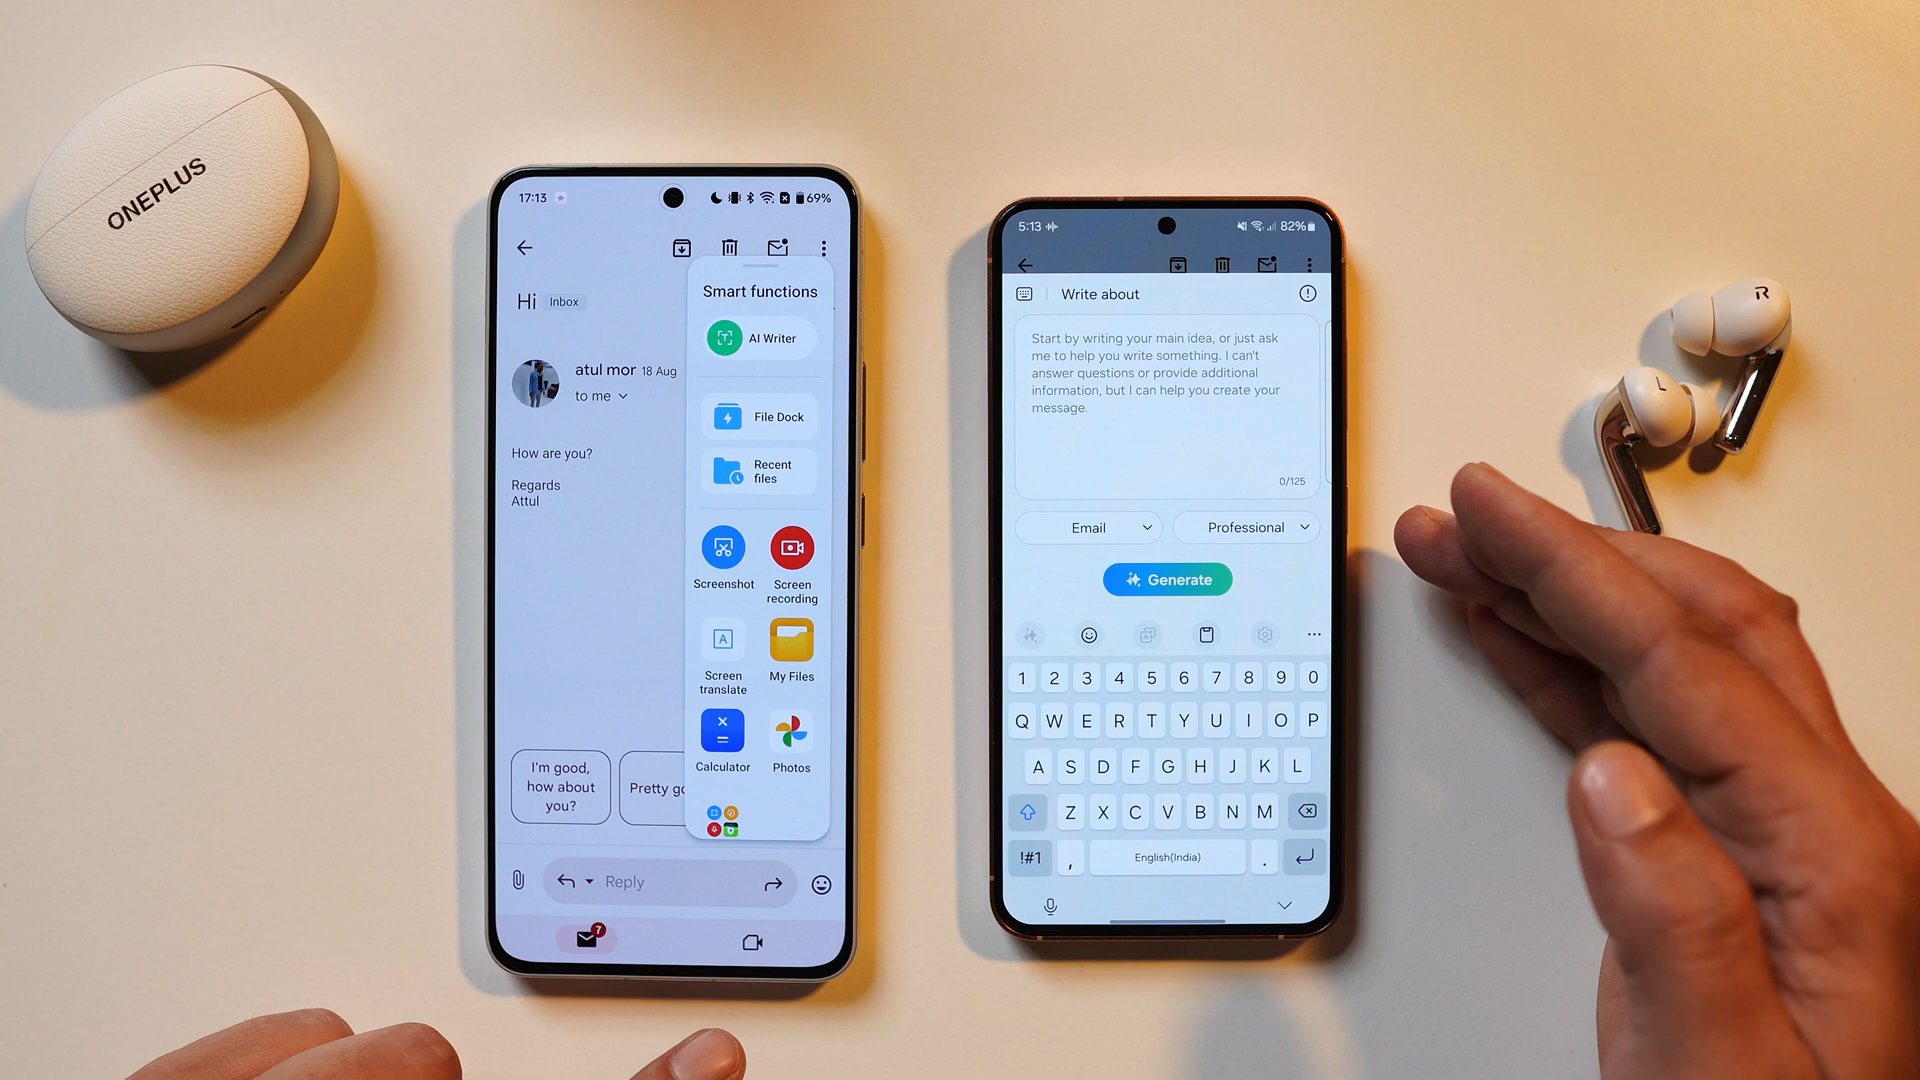 ONEPLUS
17:13
69%
Hi Inbox
atul mor 18 Aug
to me
How are you?
Regards
Attul
Smart functions
AI Writer
File Dock
Recent
files
Screenshot
Screen
recording
A
Screen
translate
My Files
Calculator
Photos
I'm good,
how about
you?
Pretty go
Reply
7
5:13
82%
Write about
Start by writing your main idea, or just ask
me to help you write something. I can't
answer questions or provide additional
information, but I can help you create your
message.
0/125
Email
Professional
Generate
1 2 3 4 5 6 7 8 9 0
Q W E R T Y U I O P
A S D F G H J K L
Z X C V B N M
!#1 , English(India) .
R
L